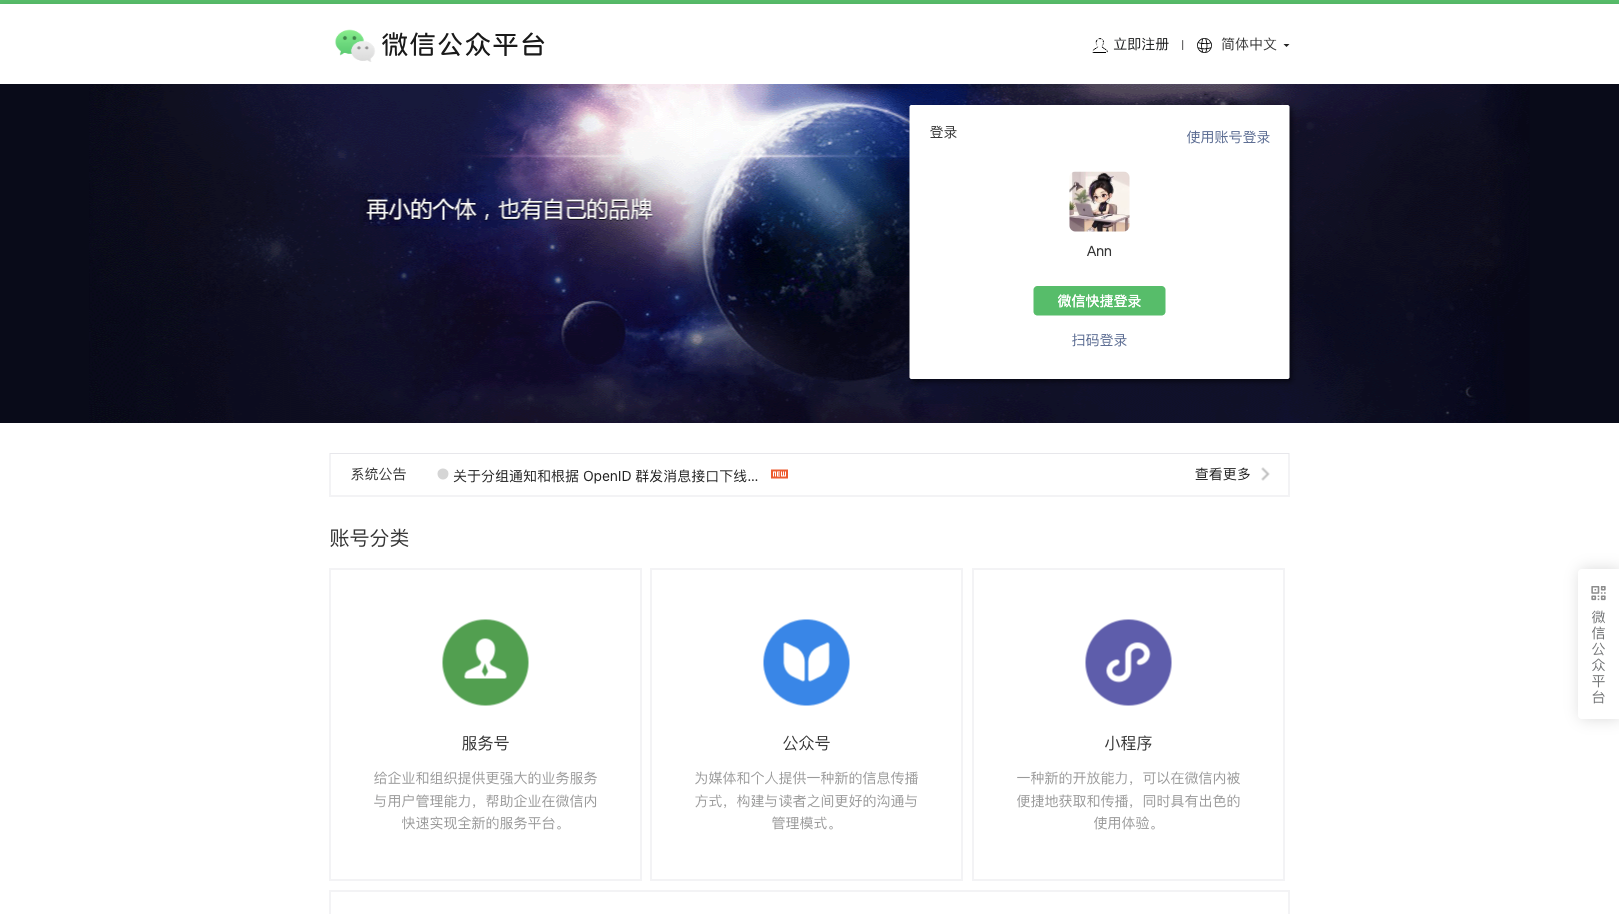 微信公众平台
立即注册
简体中文
再小的个体，也有自己的品牌
登录
使用账号登录
Ann
微信快捷登录
扫码登录
系统公告
关于分组通知和根据 OpenID 群发消息接口下线...
new
查看更多
账号分类
服务号
给企业和组织提供更强大的业务服务
与用户管理能力，帮助企业在微信内
快速实现全新的服务平台。
公众号
为媒体和个人提供一种新的信息传播
方式，构建与读者之间更好的沟通与
管理模式。
小程序
一种新的开放能力，可以在微信内被
便捷地获取和传播，同时具有出色的
使用体验。
微信公众平台